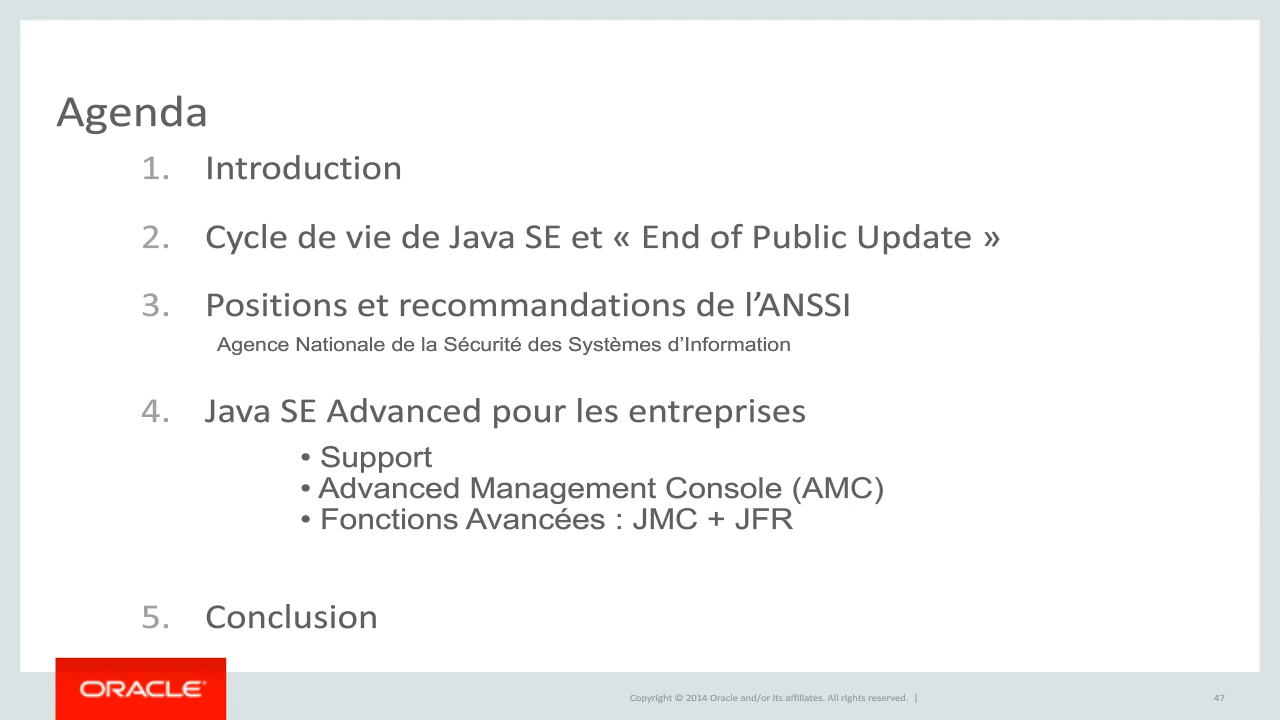 Agenda
1. Introduction
2. Cycle de vie de Java SE et « End of Public Update »
3. Positions et recommandations de l’ANSSI
Agence Nationale de la Sécurité des Systèmes d’Information
4. Java SE Advanced pour les entreprises
• Support
• Advanced Management Console (AMC)
• Fonctions Avancées : JMC + JFR
5. Conclusion
ORACLE®
Copyright © 2014 Oracle and/or its affiliates. All rights reserved. |
47